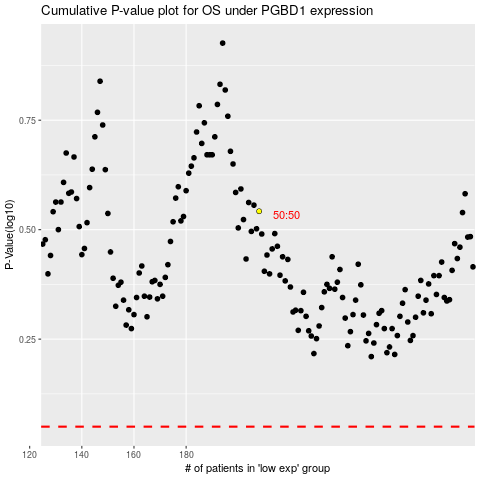 Cumulative P-value plot for OS under PGBD1 expression
P-Value(log10)
0.75
0.50
0.25
50:50
120 140 160 180
# of patients in 'low exp' group